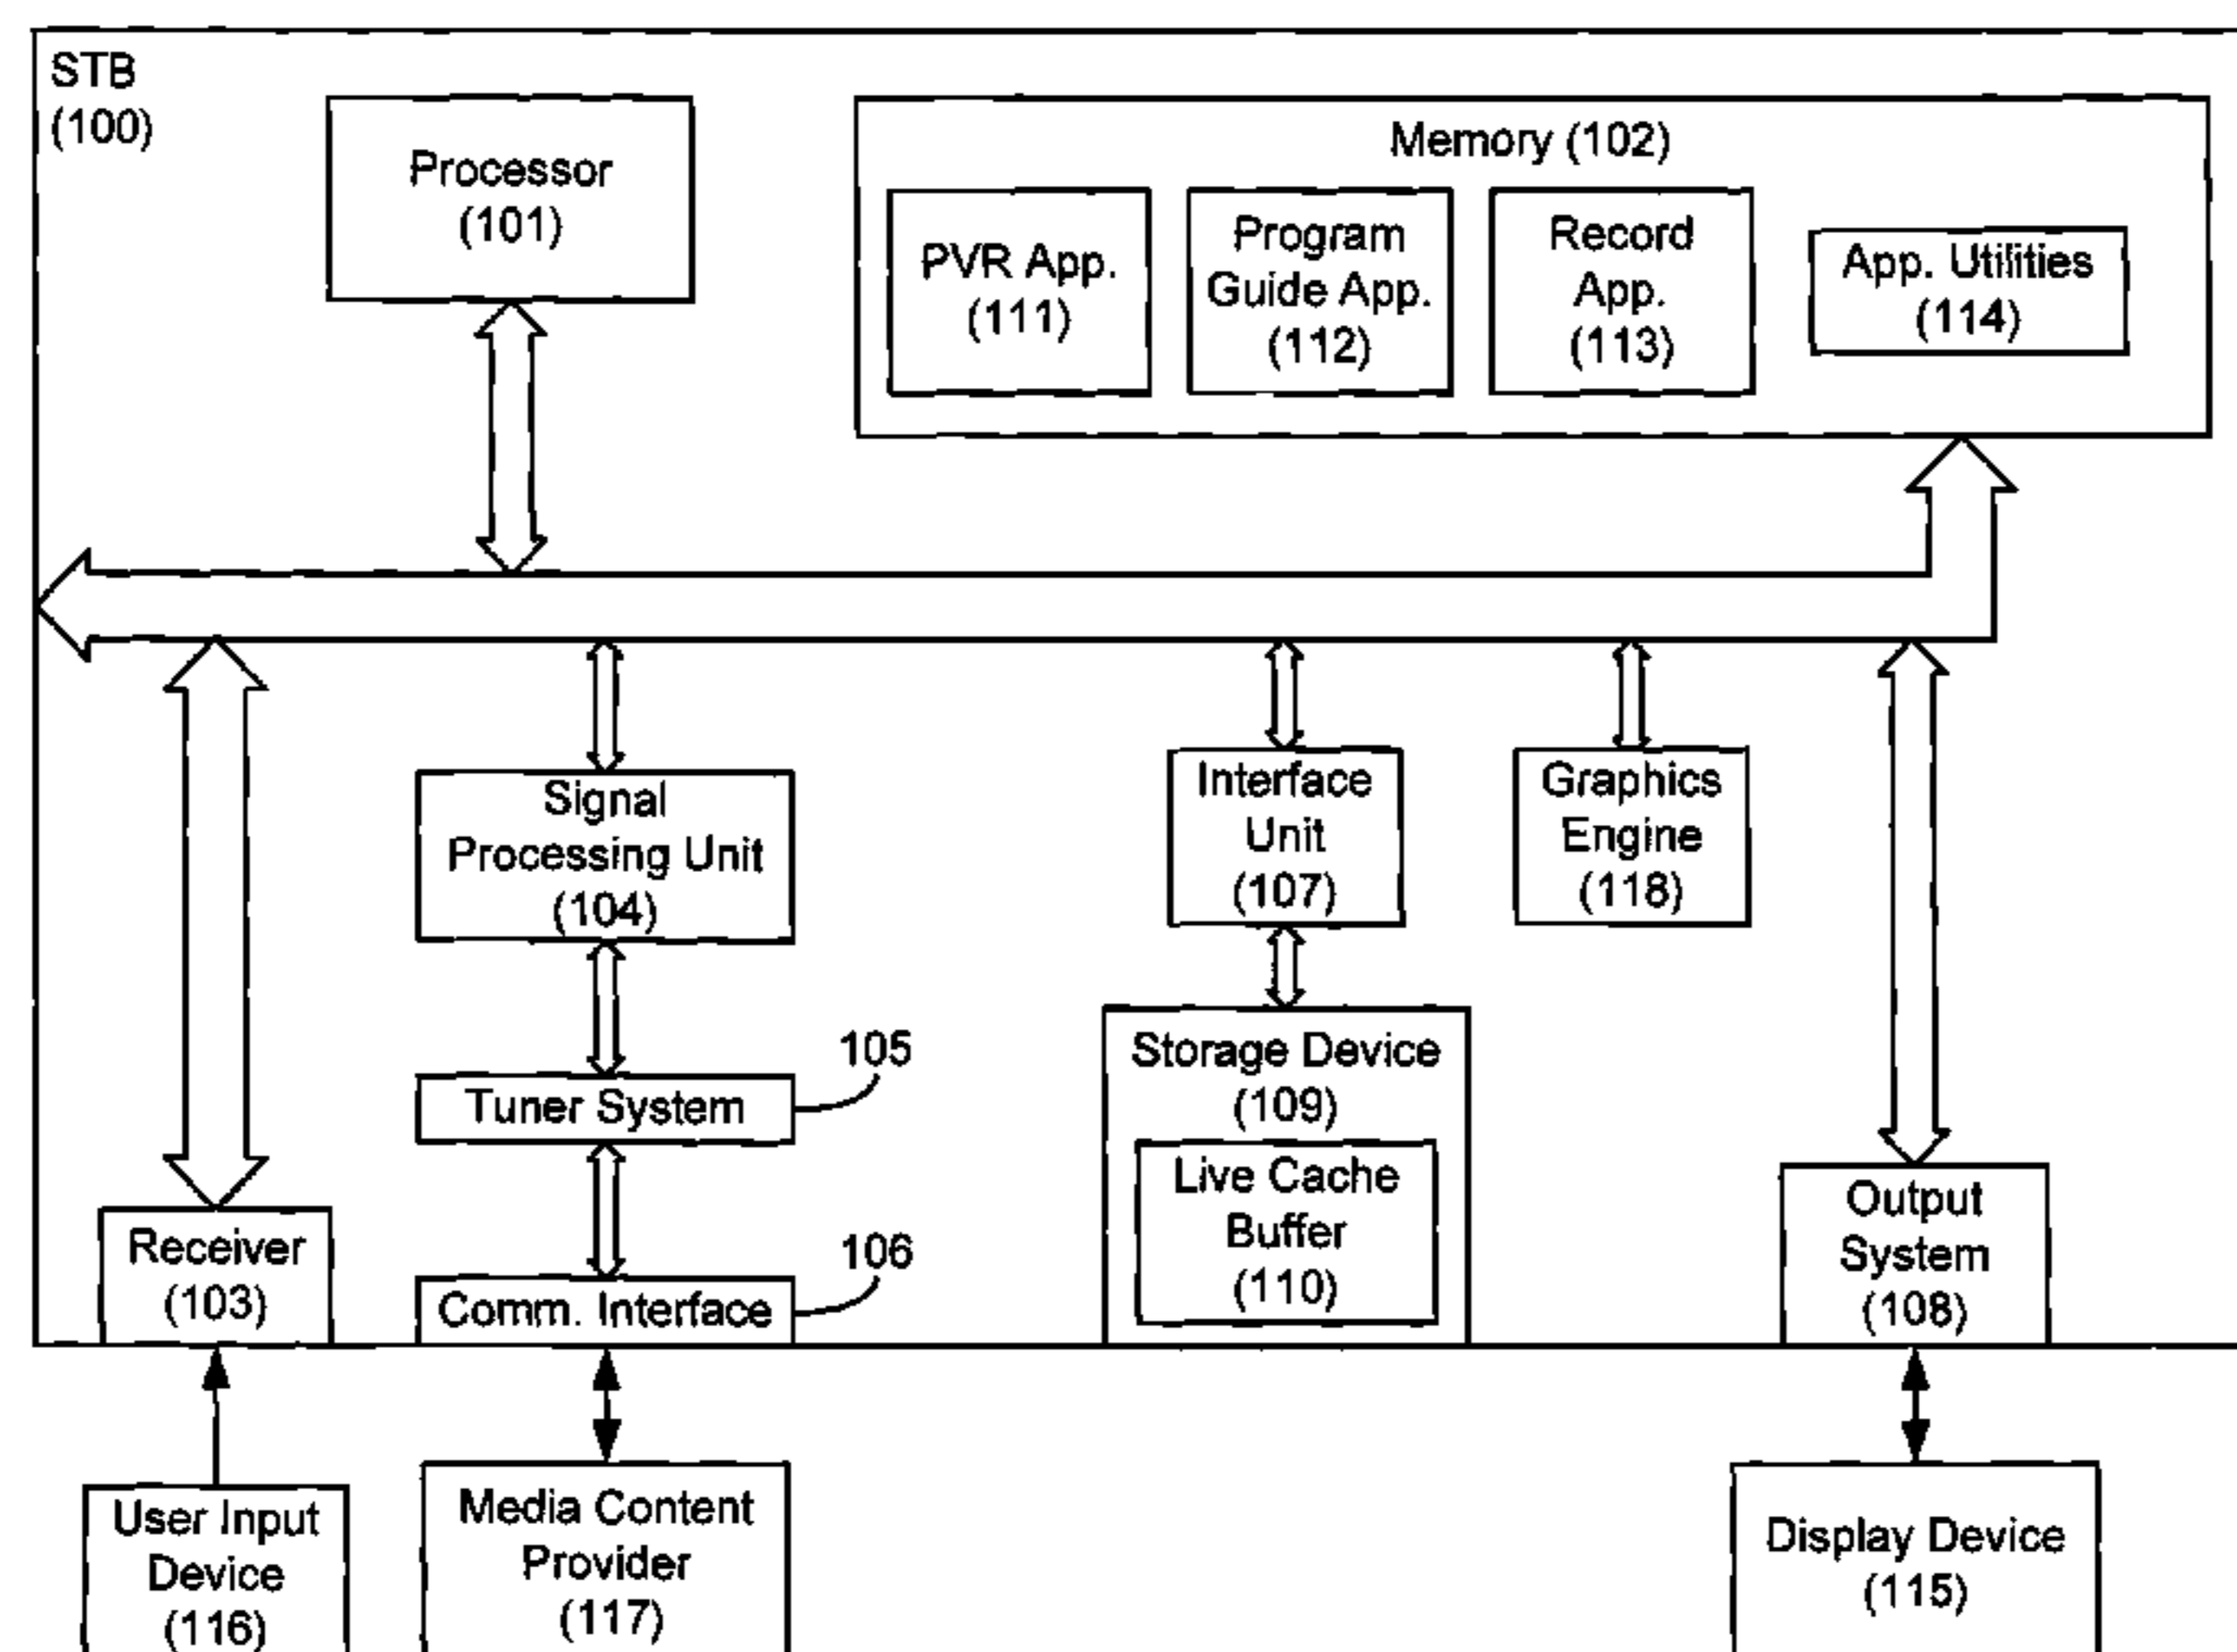 STB
(100)
Processor
(101)
Memory (102)
PVR App.
(111)
Program
Guide App.
(112)
Record
App.
(113)
App. Utilities
(114)
Signal
Processing Unit
(104)
Interface
Unit
(107)
Graphics
Engine
(118)
Tuner System
105
Storage Device
(109)
Live Cache
Buffer
(110)
Receiver
(103)
Comm. Interface
106
Output
System
(108)
User Input
Device
(116)
Media Content
Provider
(117)
Display Device
(115)